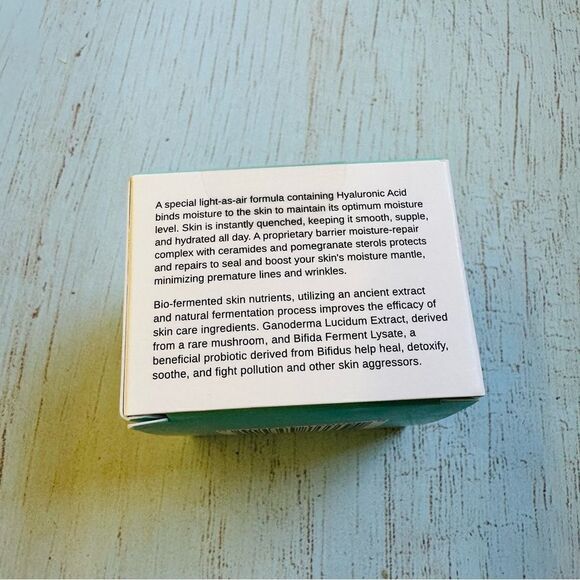 A special light-as-air formula containing Hyaluronic Acid
binds moisture to the skin to maintain its optimum moisture
level. Skin is instantly quenched, keeping it smooth, supple,
and hydrated all day. A proprietary barrier moisture-repair
complex with ceramides and pomegranate sterols protects
and repairs to seal and boost your skin's moisture mantle,
minimizing premature lines and wrinkles.
Bio-fermented skin nutrients, utilizing an ancient extract
and natural fermentation process improves the efficacy of
skin care ingredients. Ganoderma Lucidum Extract, derived
from a rare mushroom, and Bifida Ferment Lysate, a
beneficial probiotic derived from Bifidus help heal, detoxify,
soothe, and fight pollution and other skin aggressors.